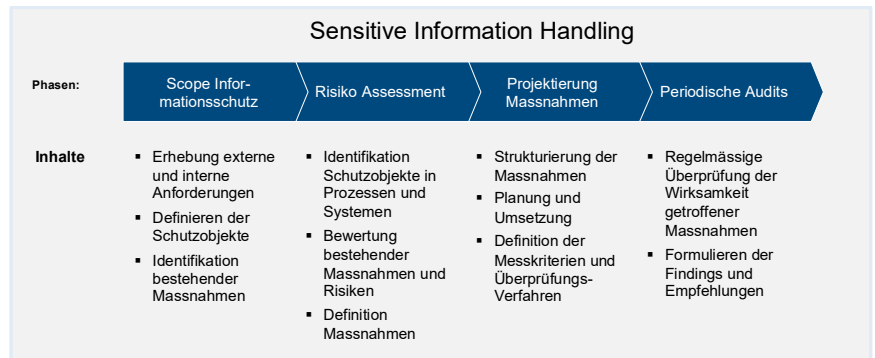 Sensitive Information Handling
Phasen:
Scope Infor-
mationsschutz
Risiko Assessment
Projektierung
Massnahmen
Periodische Audits
Inhalte
▪ Erhebung externe
und interne
Anforderungen
▪ Definieren der
Schutzobjekte
▪ Identifikation
bestehender
Massnahmen
▪ Identifikation
Schutzobjekte in
Prozessen und
Systemen
▪ Bewertung
bestehender
Massnahmen und
Risiken
▪ Definition
Massnahmen
▪ Strukturierung der
Massnahmen
▪ Planung und
Umsetzung
▪ Definition der
Messkriterien und
Überprüfungs-
Verfahren
▪ Regelmässige
Überprüfung der
Wirksamkeit
getroffener
Massnahmen
▪ Formulieren der
Findings und
Empfehlungen